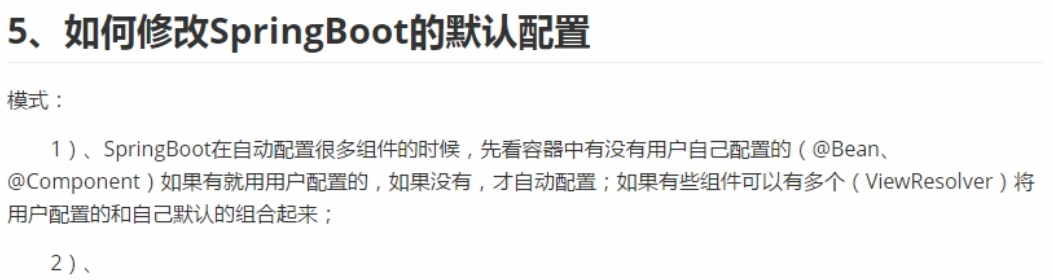 5、如何修改SpringBoot的默认配置
模式：
1）、SpringBoot在自动配置很多组件的时候，先看容器中有没有用户自己配置的（@Bean、
@Component）如果有就用用户配置的，如果没有，才自动配置；如果有些组件可以有多个（ViewResolver）将
用户配置的和自己默认的组合起来；
2）、